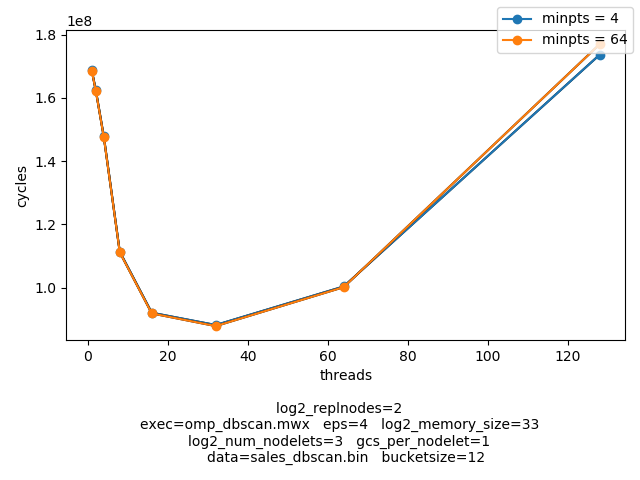 1e8
minpts = 4
minpts = 64
1.8
1.6
1.4
1.2
1.0
cycles
0 20 40 60 80 100 120
threads
log2_replnodes=2
exec=omp_dbscan.mwx eps=4 log2_memory_size=33
log2_num_nodelets=3 gcs_per_nodelet=1
data=sales_dbscan.bin bucketsize=12